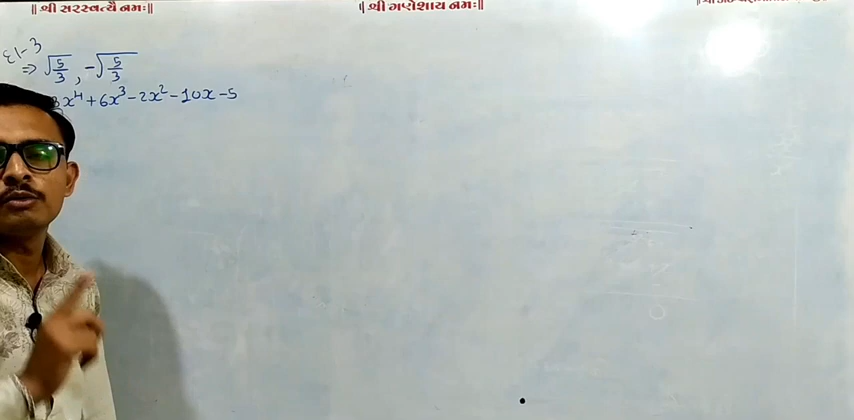 ॥ શ્રી સરસ્વત્યૈ નમઃ॥
॥ શ્રી ગણેશાય નમઃ॥
દા-3
⇒ √5/3 , -√5/3
3x⁴ + 6x³ - 2x² - 10x - 5